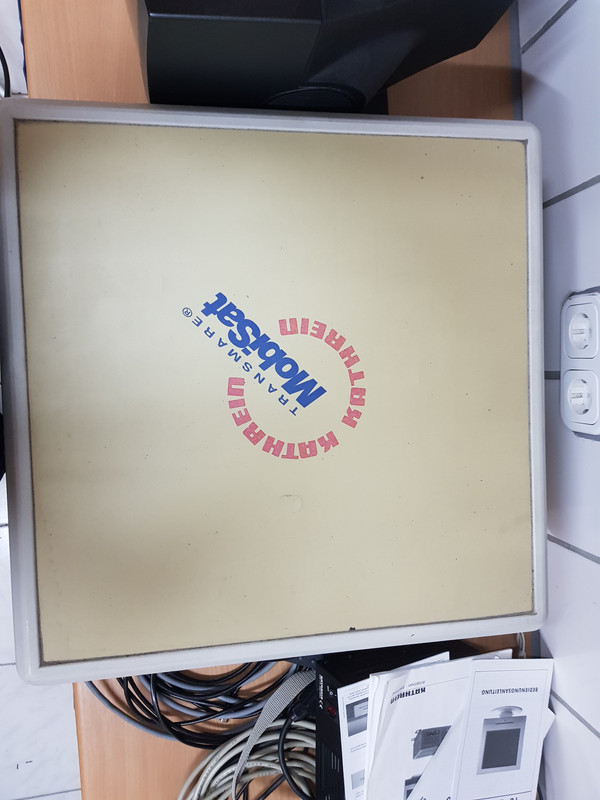 TRANSMARE®
MobiSat
KATHREIN KATHREIN
KATHREIN
BEDIENUNGSANLEITUNG